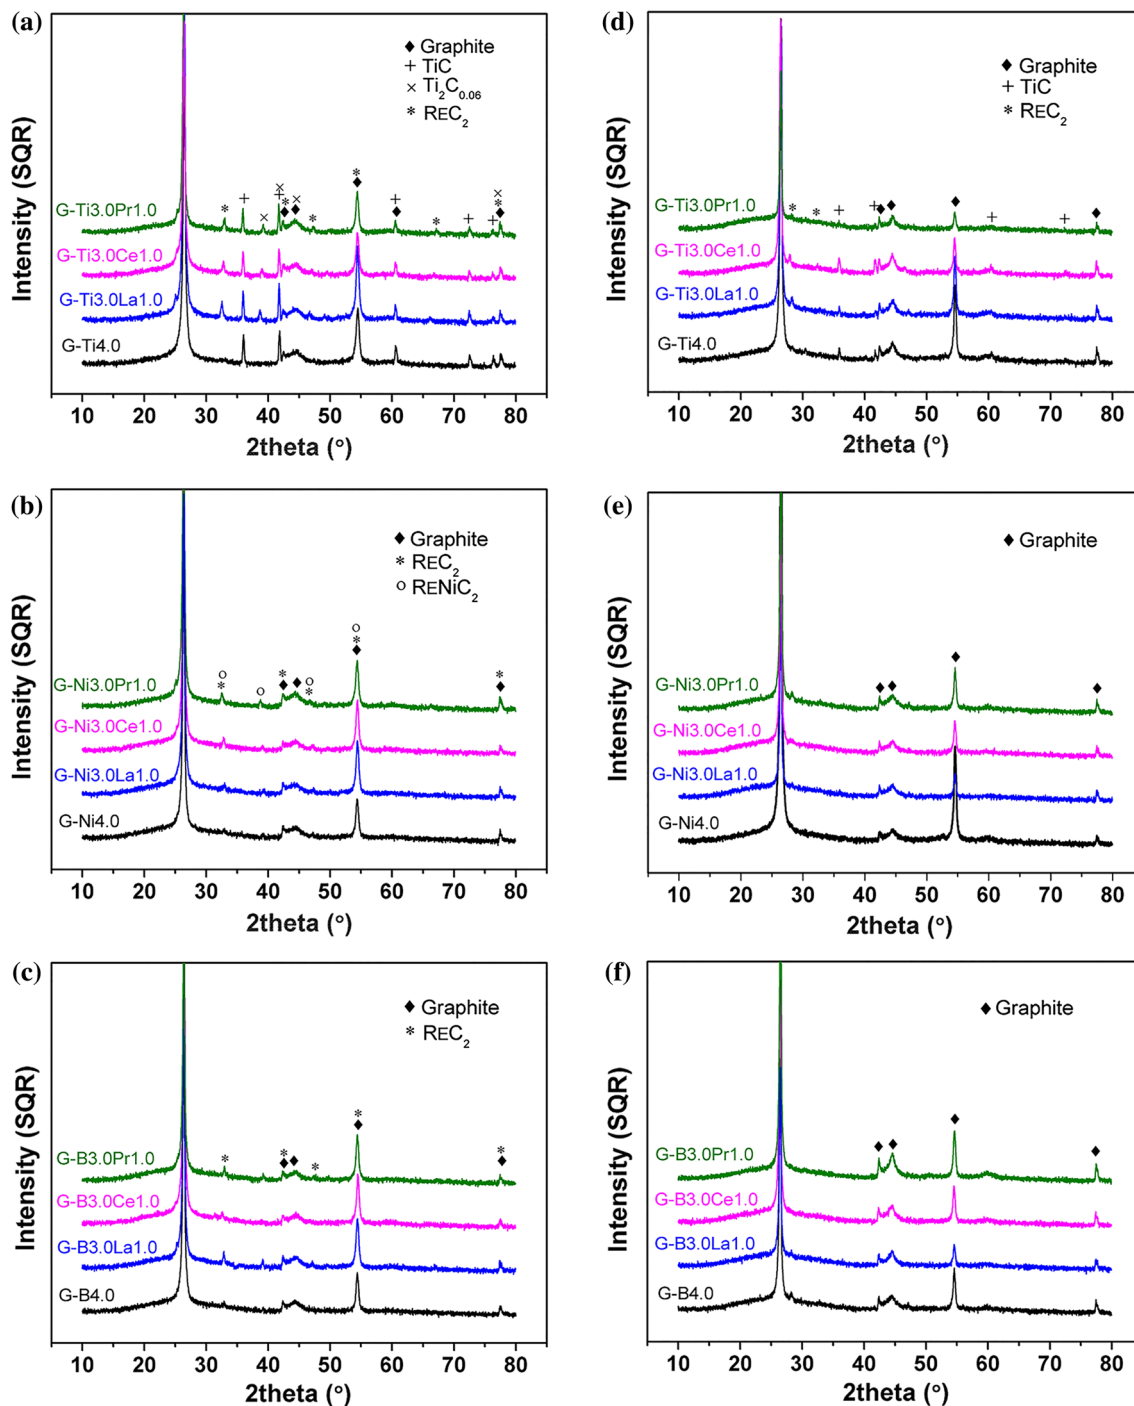 (a)
Intensity (SQR)
◆ Graphite
+ TiC
× Ti₂C₀.₀₆
* REC₂
G-Ti3.0Pr1.0
G-Ti3.0Ce1.0
G-Ti3.0La1.0
G-Ti4.0
10 20 30 40 50 60 70 80
2theta (°)
(d)
Intensity (SQR)
◆ Graphite
+ TiC
* REC₂
G-Ti3.0Pr1.0
G-Ti3.0Ce1.0
G-Ti3.0La1.0
G-Ti4.0
10 20 30 40 50 60 70 80
2theta (°)
(b)
Intensity (SQR)
◆ Graphite
* REC₂
o RENiC₂
G-Ni3.0Pr1.0
G-Ni3.0Ce1.0
G-Ni3.0La1.0
G-Ni4.0
10 20 30 40 50 60 70 80
2theta (°)
(e)
Intensity (SQR)
◆ Graphite
G-Ni3.0Pr1.0
G-Ni3.0Ce1.0
G-Ni3.0La1.0
G-Ni4.0
10 20 30 40 50 60 70 80
2theta (°)
(c)
Intensity (SQR)
◆ Graphite
* REC₂
G-B3.0Pr1.0
G-B3.0Ce1.0
G-B3.0La1.0
G-B4.0
10 20 30 40 50 60 70 80
2theta (°)
(f)
Intensity (SQR)
◆ Graphite
G-B3.0Pr1.0
G-B3.0Ce1.0
G-B3.0La1.0
G-B4.0
10 20 30 40 50 60 70 80
2theta (°)